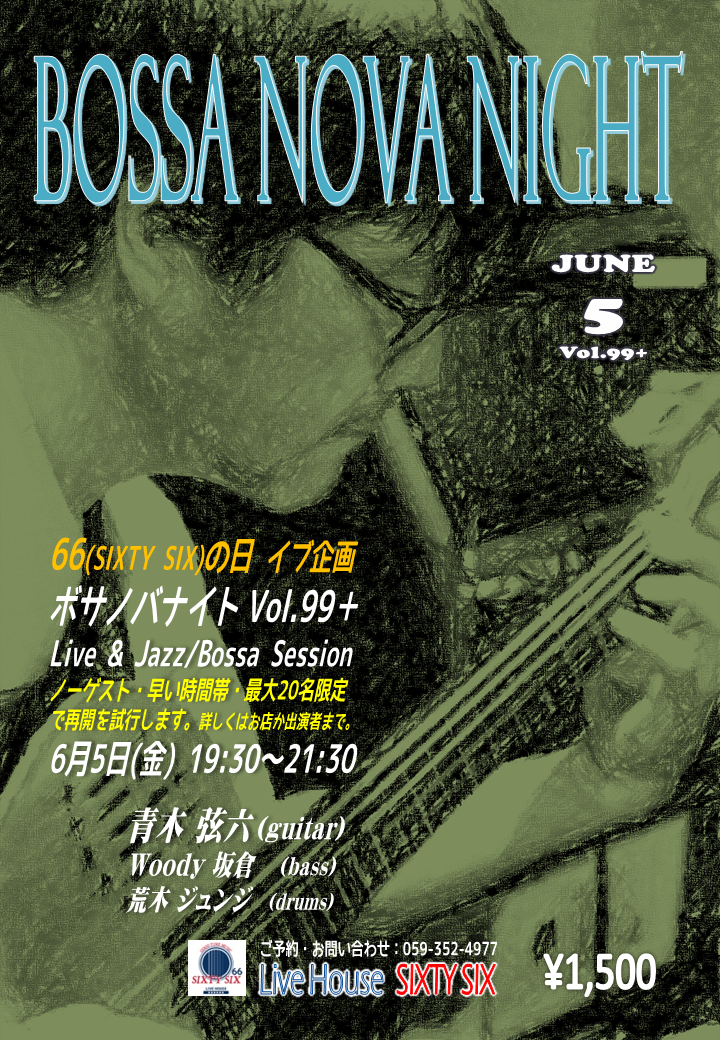 BOSSA NOVA NIGHT
JUNE
5
Vol.99+
66(SIXTY SIX)の日 イブ企画
ボサノバナイト Vol.99＋
Live & Jazz/Bossa Session
ノーゲスト・早い時間帯・最大20名限定
で再開を試行します。詳しくはお店か出演者まで。
6月5日(金) 19:30～21:30
青木 弦六(guitar)
Woody 坂倉 (bass)
荒木 ジュンジ (drums)
ご予約・お問い合わせ：059-352-4977
Live House SIXTY SIX
¥1,500
66
SIXTY SIX
LIVE HOUSE